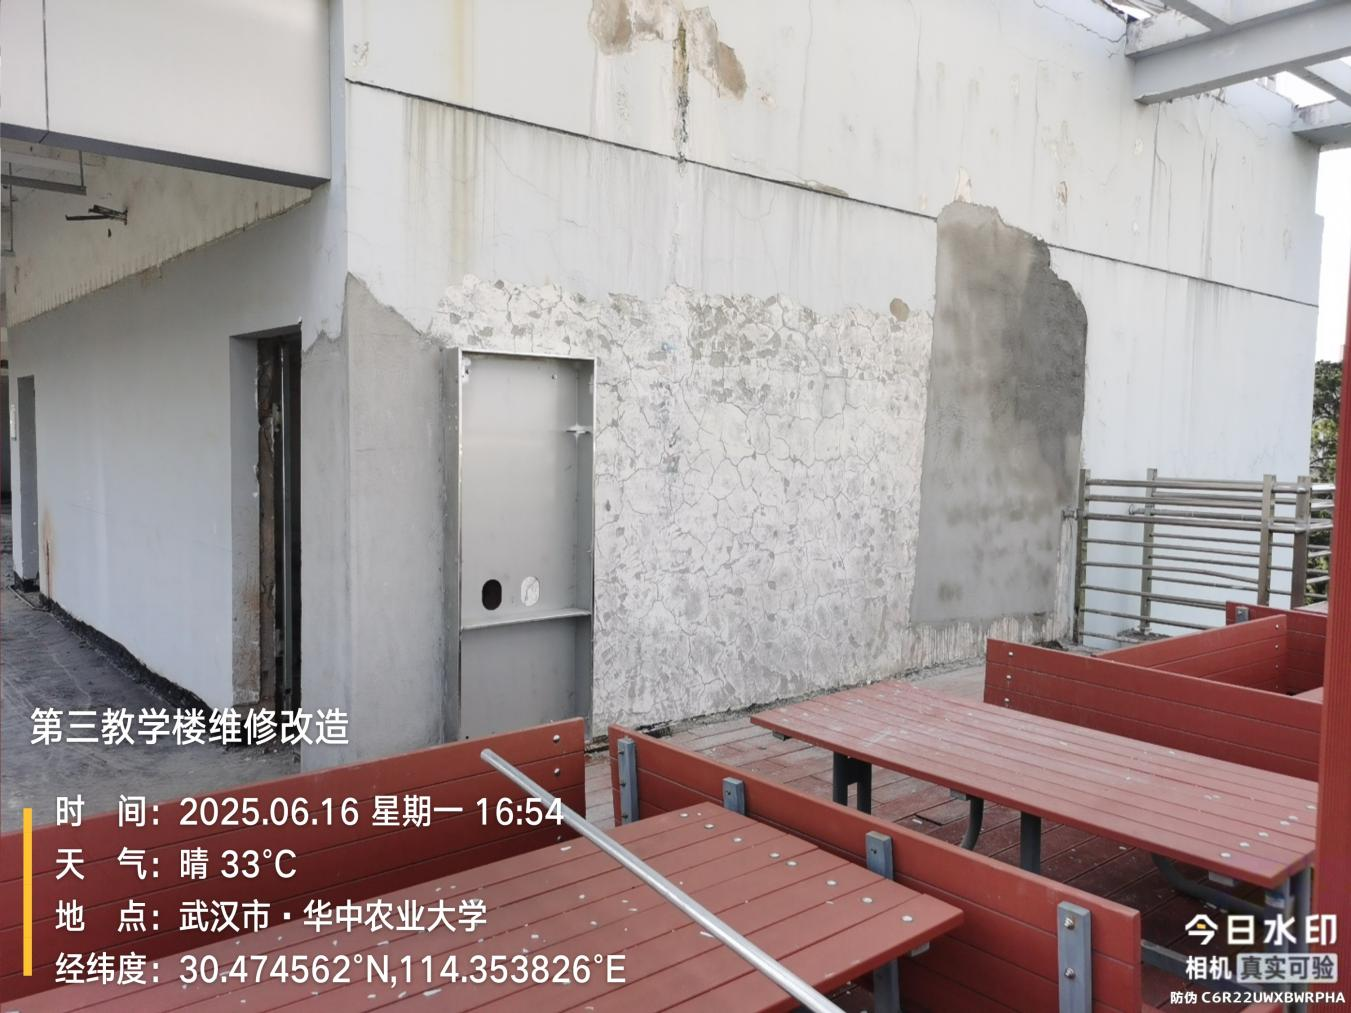 第三教学楼维修改造
时 间：2025.06.16 星期一 16:54
天 气：晴 33°C
地 点：武汉市·华中农业大学
经纬度：30.474562°N,114.353826°E
今日水印
相机 真实可验
防伪 C6R22UWXBWRPHA